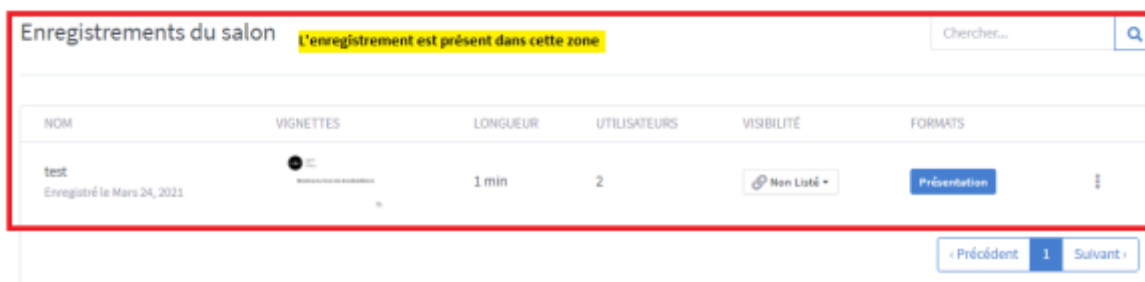 Enregistrements du salon
L'enregistrement est présent dans cette zone
Chercher...
NOM VIGNETTES LONGUEUR UTILISATEURS VISIBILITÉ FORMATS
test 1 min 2 Non Listé Présentation
Enregistré le Mars 24, 2021
‹ Précédent 1 Suivant ›